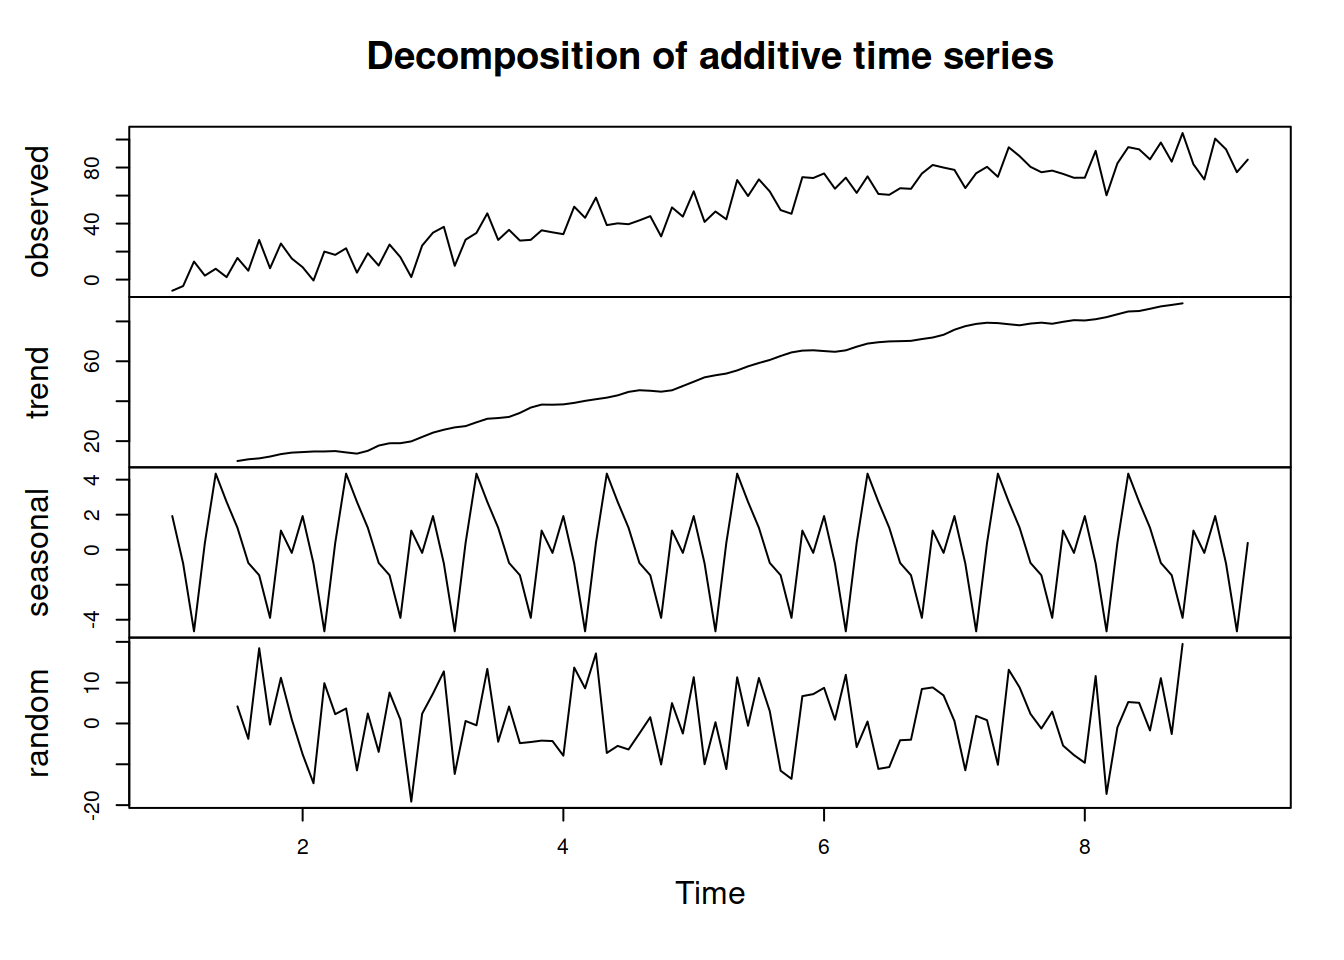 Decomposition of additive time series
observed
0 40 80
trend
20 60
seasonal
-4 0 2 4
random
-20 0 10
2 4 6 8
Time